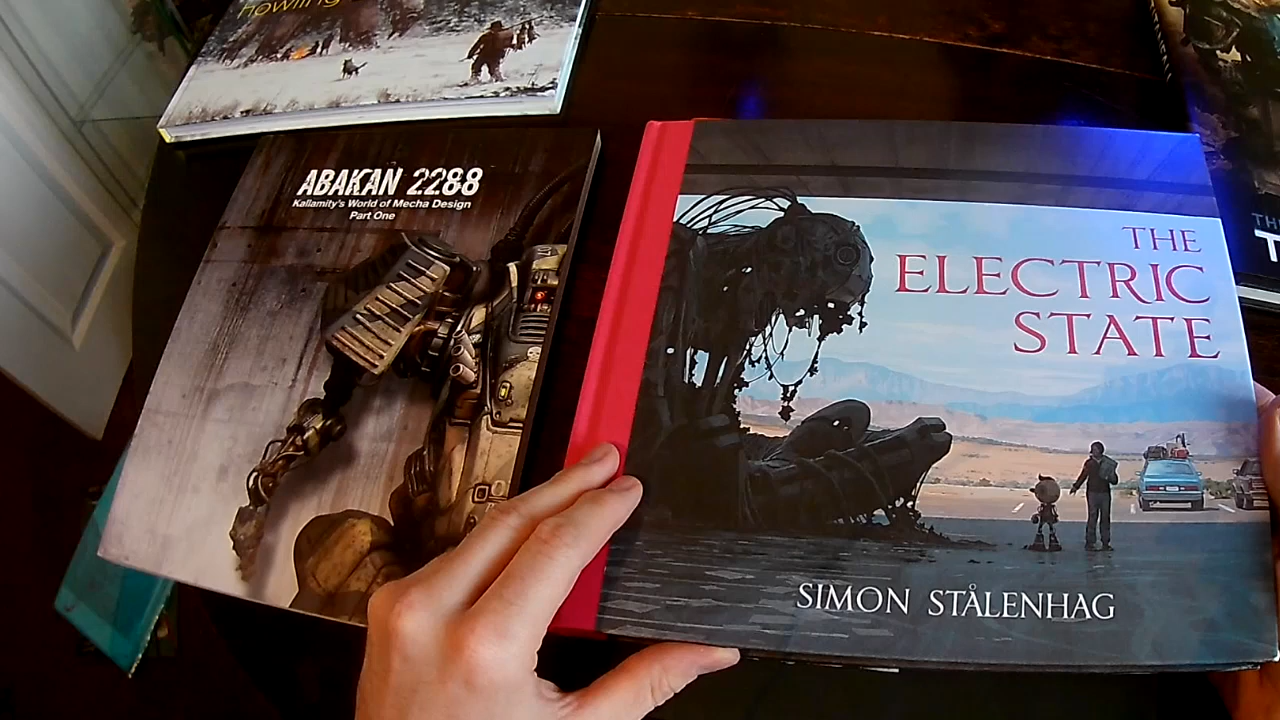 Howling
ABAKAN 2288
Kallamity's World of Mecha Design
Part One
THE
ELECTRIC
STATE
SIMON STÅLENHAG